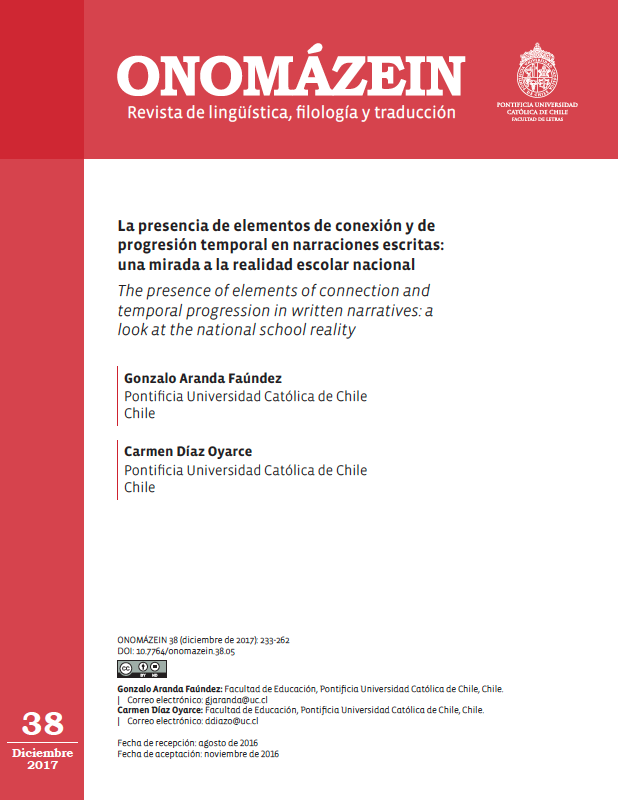 ONOMÁZEIN
Revista de lingüística, filología y traducción
PONTIFICIA UNIVERSIDAD
CATÓLICA DE CHILE
FACULTAD DE LETRAS
La presencia de elementos de conexión y de
progresión temporal en narraciones escritas:
una mirada a la realidad escolar nacional
The presence of elements of connection and
temporal progression in written narratives: a
look at the national school reality
Gonzalo Aranda Faúndez
Pontificia Universidad Católica de Chile
Chile
Carmen Díaz Oyarce
Pontificia Universidad Católica de Chile
Chile
ONOMÁZEIN 38 (diciembre de 2017): 233-262
DOI: 10.7764/onomazein.38.05
cc
BY ND
Gonzalo Aranda Faúndez: Facultad de Educación, Pontificia Universidad Católica de Chile, Chile.
| Correo electrónico: gjaranda@uc.cl
Carmen Díaz Oyarce: Facultad de Educación, Pontificia Universidad Católica de Chile, Chile.
| Correo electrónico: ddiazo@uc.cl
Fecha de recepción: agosto de 2016
Fecha de aceptación: noviembre de 2016
38
Diciembre
2017